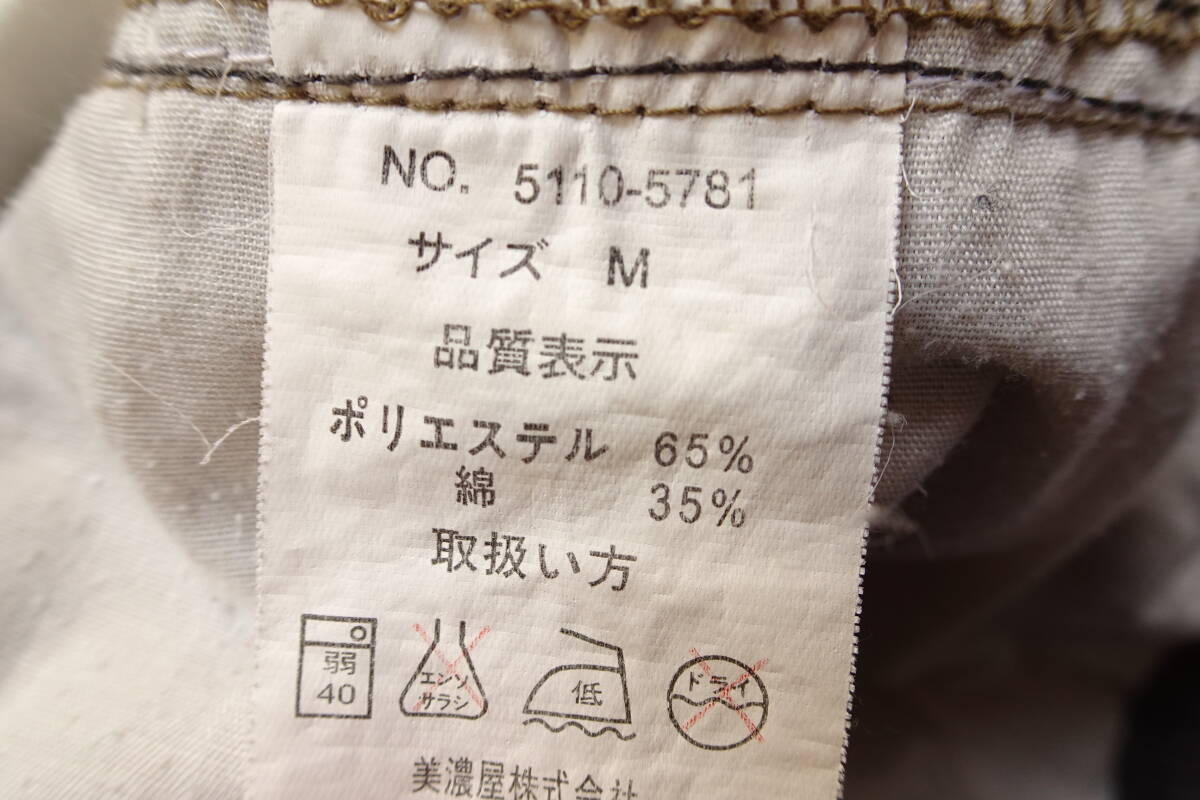 NO. 5110-5781
サイズ M
品質表示
ポリエステル 65%
綿 35%
取扱い方
弱
40
エンソ
サラシ
低
ドライ
美濃屋株式会社